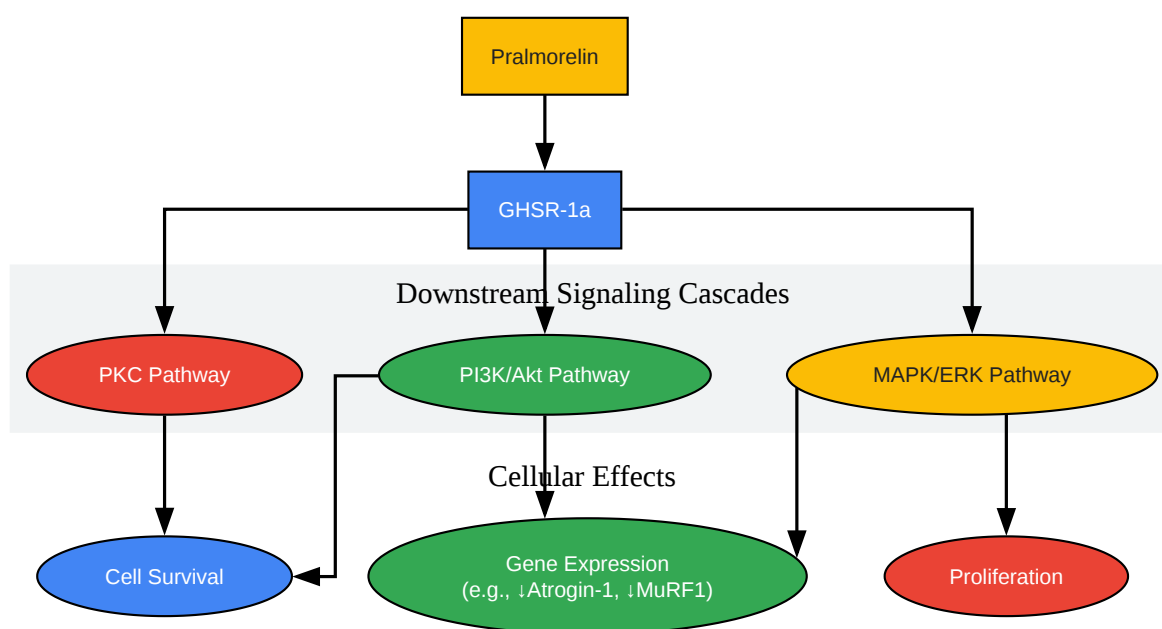 Pralmorelin
GHSR-1a
Downstream Signaling Cascades
PKC Pathway
PI3K/Akt Pathway
MAPK/ERK Pathway
Cellular Effects
Cell Survival
Gene Expression
(e.g., ↓Atrogin-1, ↓MuRF1)
Proliferation